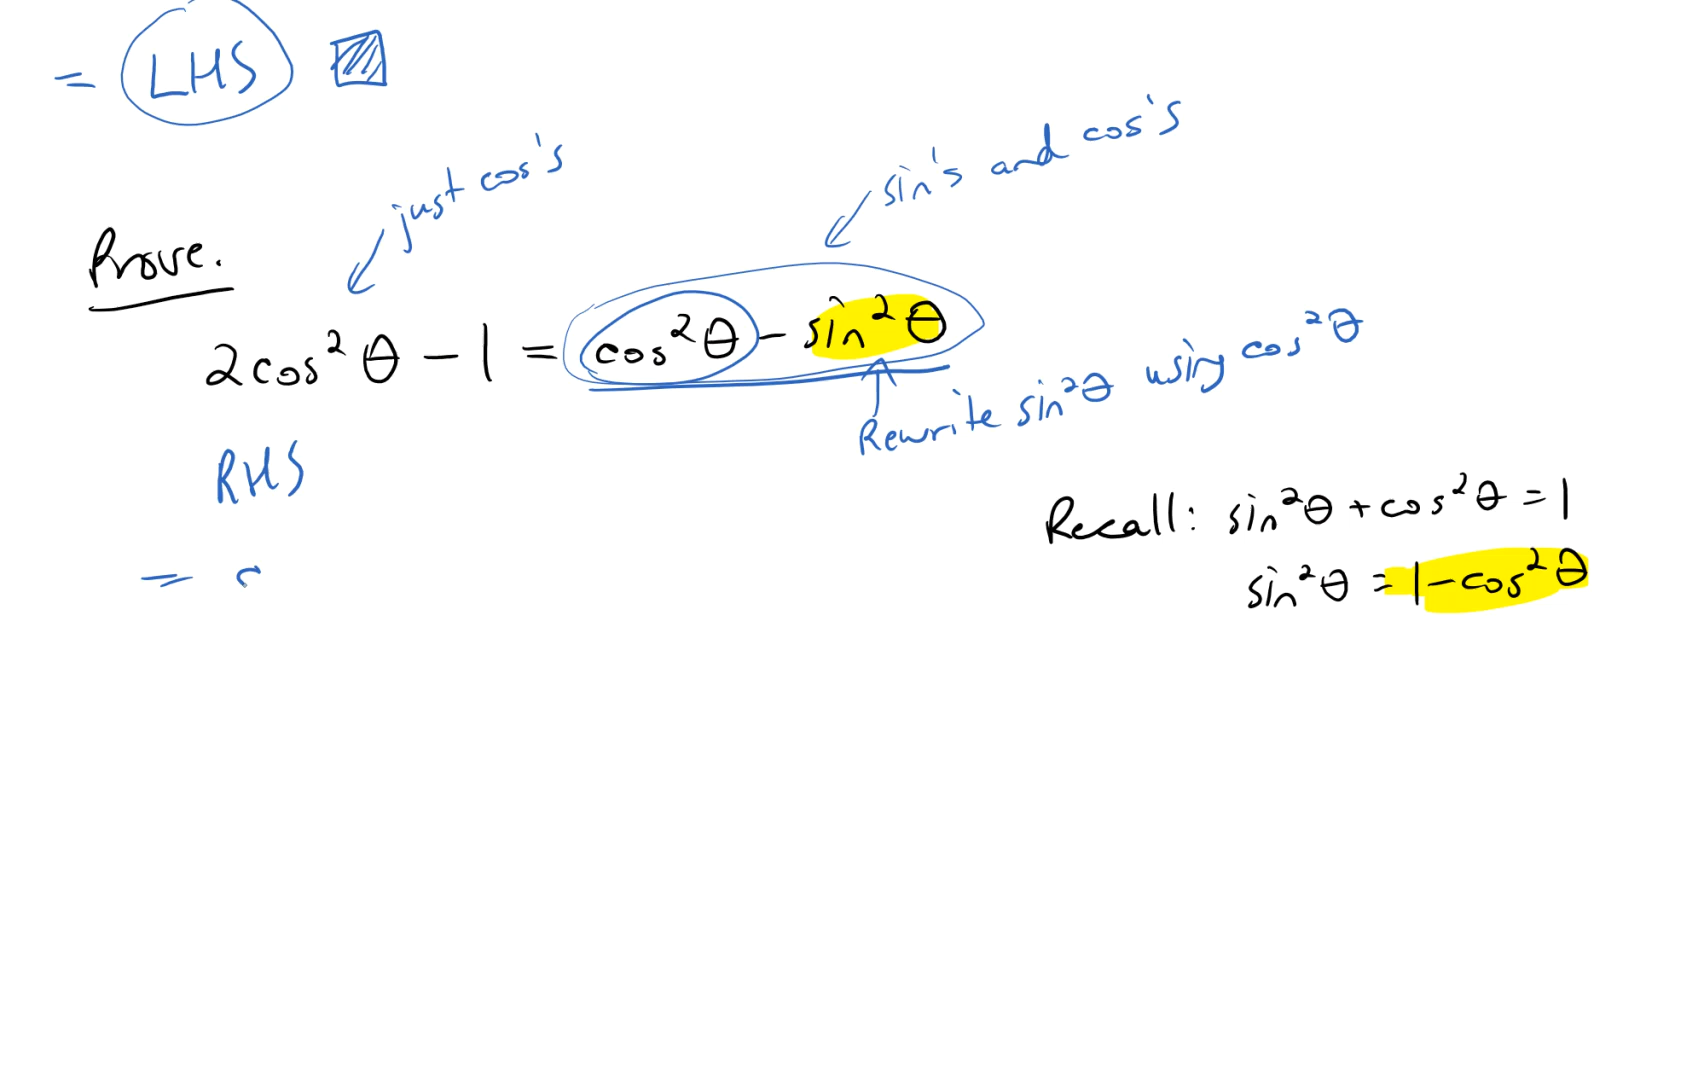 = LHS
just cos's
sin's and cos's
Prove.
2cos²θ - 1 = cos²θ - sin²θ
Rewrite sin²θ using cos²θ
RHS
Recall: sin²θ + cos²θ = 1
sin²θ = 1 - cos²θ
= c